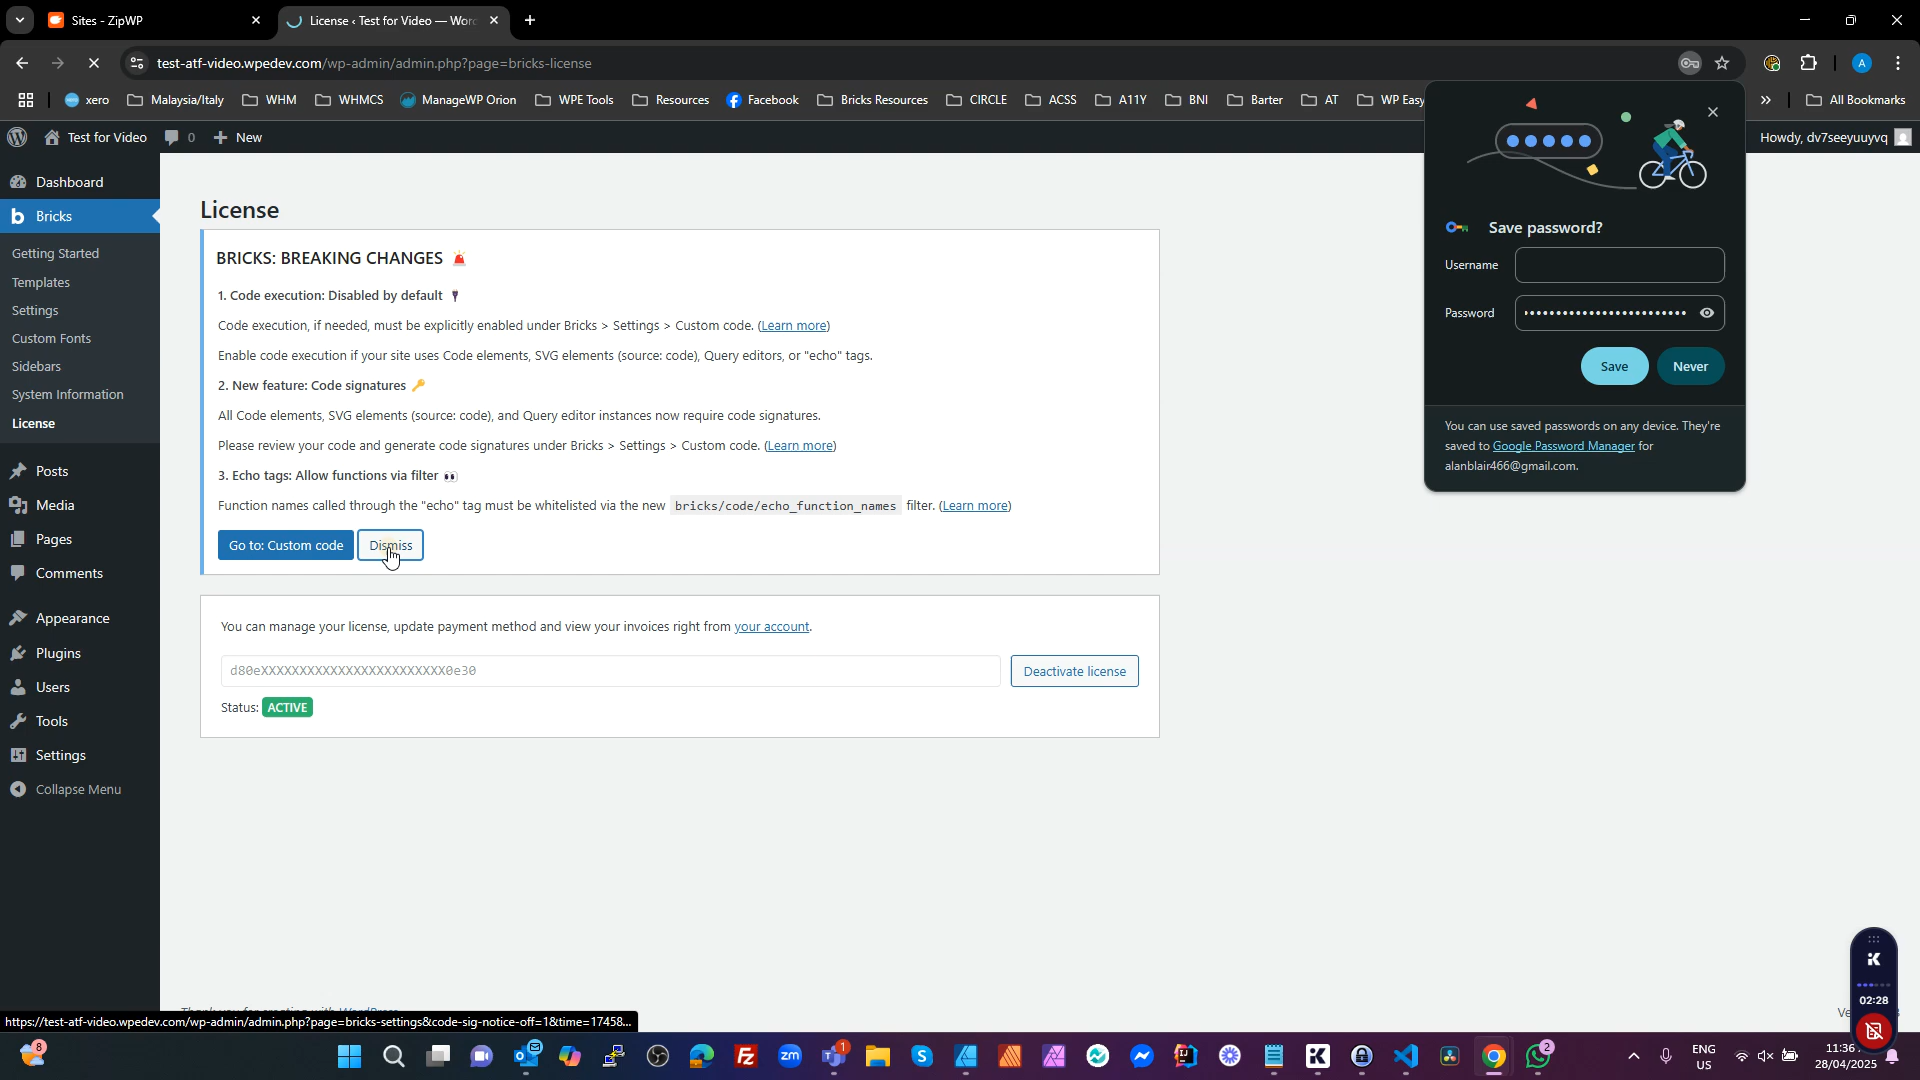 Sites - ZipWP
License ‹ Test for Video — Word
test-atf-video.wpedev.com/wp-admin/admin.php?page=bricks-license
A
xero
Malaysia/Italy
WHM
WHMCS
ManageWP Orion
WPE Tools
Resources
Facebook
Bricks Resources
CIRCLE
ACSS
A11Y
BNI
Barter
AT
WP Easy
All Bookmarks
Test for Video
0
New
Howdy, dv7seeyuuyvq
Dashboard
Bricks
Getting Started
Templates
Settings
Custom Fonts
Sidebars
System Information
License
Posts
Media
Pages
Comments
Appearance
Plugins
Users
Tools
Settings
Collapse Menu
License
BRICKS: BREAKING CHANGES 🚨
1. Code execution: Disabled by default
Code execution, if needed, must be explicitly enabled under Bricks > Settings > Custom code. (Learn more)
Enable code execution if your site uses Code elements, SVG elements (source: code), Query editors, or "echo" tags.
2. New feature: Code signatures 🔑
All Code elements, SVG elements (source: code), and Query editor instances now require code signatures.
Please review your code and generate code signatures under Bricks > Settings > Custom code. (Learn more)
3. Echo tags: Allow functions via filter 👀
Function names called through the "echo" tag must be whitelisted via the new bricks/code/echo_function_names filter. (Learn more)
Go to: Custom code
Dismiss
You can manage your license, update payment method and view your invoices right from your account.
d80eXXXXXXXXXXXXXXXXXXXXXXXX0e30
Deactivate license
Status: ACTIVE
Save password?
Username
Password
Save
Never
You can use saved passwords on any device. They're
saved to Google Password Manager for
alanblair466@gmail.com.
02:28
https://test-atf-video.wpedev.com/wp-admin/admin.php?page=bricks-settings&code-sig-notice-off=1&time=17458...
8
zm
1
2
ENG
US
11:36
28/04/2025